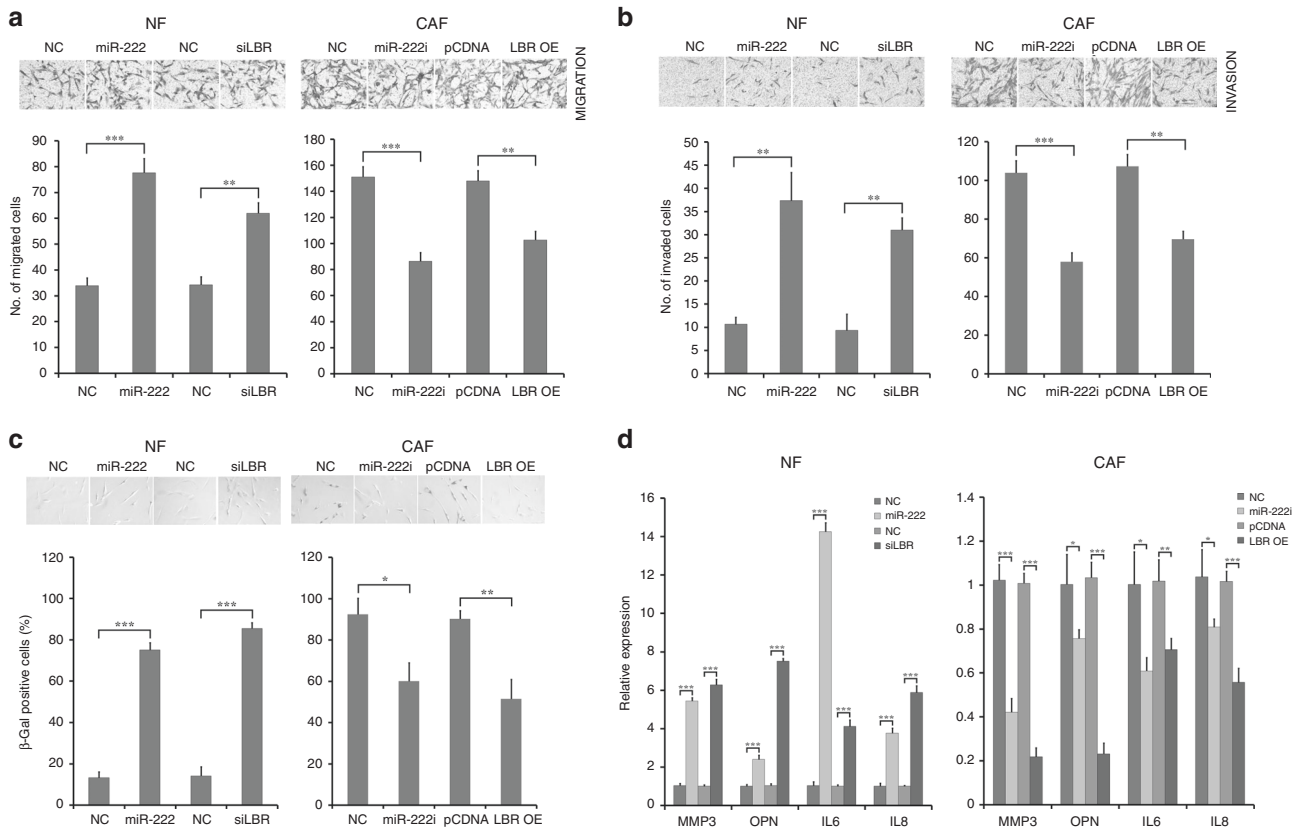 a
NF
CAF
NC miR-222 NC siLBR
NC miR-222i pCDNA LBR OE
MIGRATION
No. of migrated cells
90
80
70
60
50
40
30
20
10
0
***
**
NC miR-222 NC siLBR
180
160
140
120
100
80
60
40
20
0
***
**
NC miR-222i pCDNA LBR OE
b
NF
CAF
NC miR-222 NC siLBR
NC miR-222i pCDNA LBR OE
INVASION
No. of invaded cells
50
45
40
35
30
25
20
15
10
5
0
**
**
NC miR-222 NC siLBR
120
100
80
60
40
20
0
***
**
NC miR-222i pCDNA LBR OE
c
NF
CAF
NC miR-222 NC siLBR
NC miR-222i pCDNA LBR OE
β-Gal positive cells (%)
100
80
60
40
20
0
***
***
NC miR-222 NC siLBR
120
100
80
60
40
20
0
*
**
NC miR-222i pCDNA LBR OE
d
NF
CAF
Relative expression
16
14
12
10
8
6
4
2
0
NC
miR-222
NC
siLBR
*** *** *** *** *** *** *** ***
MMP3 OPN IL6 IL8
1.4
1.2
1
0.8
0.6
0.4
0.2
0
NC
miR-222i
pCDNA
LBR OE
*** *** * *** * ** * ***
MMP3 OPN IL6 IL8